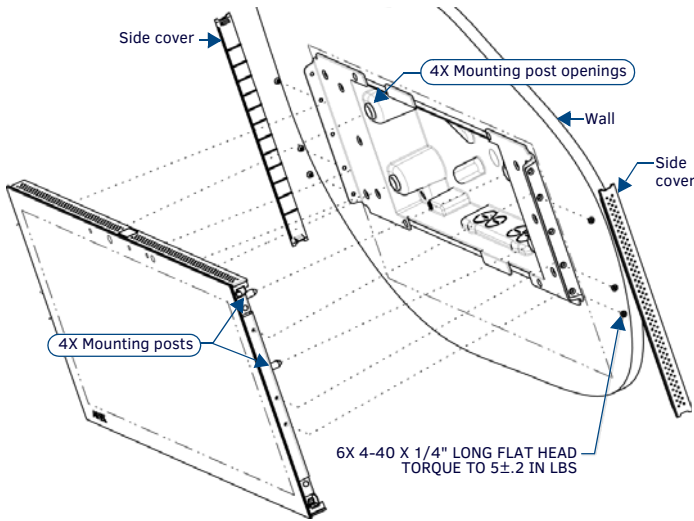 Side cover
4X Mounting post openings
Wall
Side
cover
4X Mounting posts
6X 4-40 X 1/4" LONG FLAT HEAD
TORQUE TO 5±.2 IN LBS